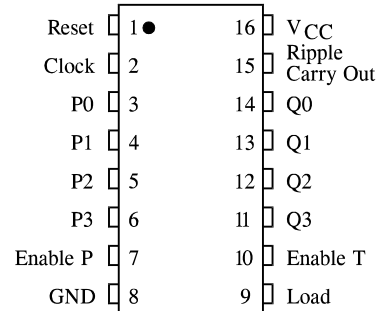 Reset 1 16 VCC
Clock 2 15 Ripple
Carry Out
P0 3 14 Q0
P1 4 13 Q1
P2 5 12 Q2
P3 6 11 Q3
Enable P 7 10 Enable T
GND 8 9 Load